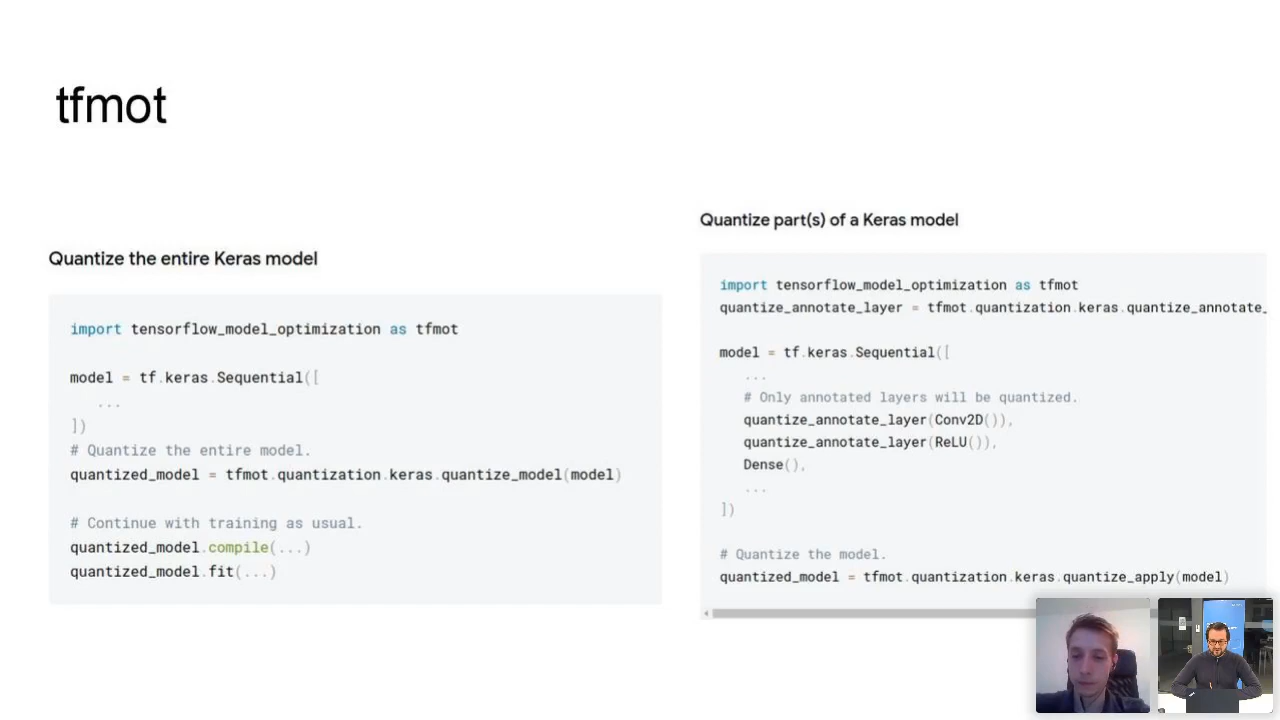 tfmot
Quantize the entire Keras model
import tensorflow_model_optimization as tfmot
model = tf.keras.Sequential([
...
])
# Quantize the entire model.
quantized_model = tfmot.quantization.keras.quantize_model(model)
# Continue with training as usual.
quantized_model.compile(...)
quantized_model.fit(...)
Quantize part(s) of a Keras model
import tensorflow_model_optimization as tfmot
quantize_annotate_layer = tfmot.quantization.keras.quantize_annotate_
model = tf.keras.Sequential([
...
# Only annotated layers will be quantized.
quantize_annotate_layer(Conv2D()),
quantize_annotate_layer(ReLU()),
Dense(),
...
])
# Quantize the model.
quantized_model = tfmot.quantization.keras.quantize_apply(model)